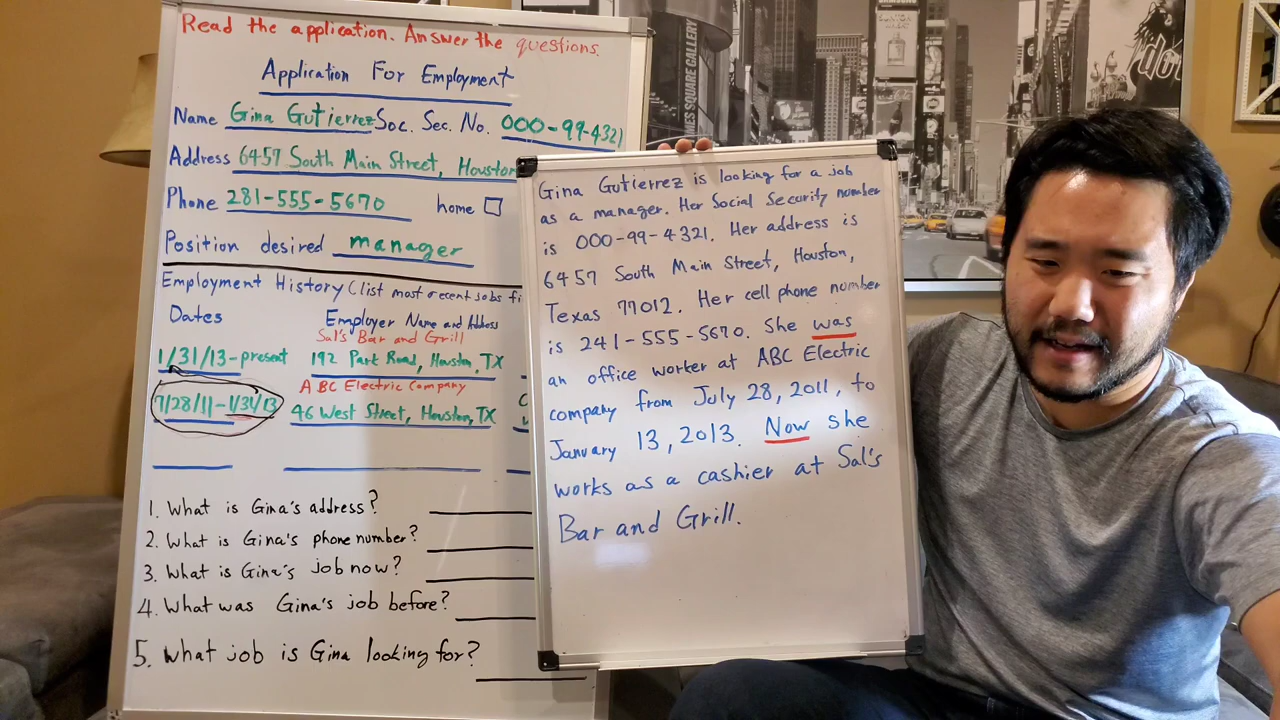 Read the application. Answer the questions.
Application For Employment
Name Gina Gutierrez Soc. Sec. No. 000-99-4321
Address 6457 South Main Street, Houston
Phone 281-555-5670 home
Position desired manager
Employment History (list most recent jobs fi
Dates Employer Name and Address
Sal's Bar and Grill
1/31/13-present 192 Park Road, Houston, TX
ABC Electric Company
7/28/11-1/31/13 46 West Street, Houston, TX
1. What is Gina's address?
2. What is Gina's phone number?
3. What is Gina's job now?
4. What was Gina's job before?
5. What job is Gina looking for?
Gina Gutierrez is looking for a job
as a manager. Her Social Security number
is 000-99-4321. Her address is
6457 South Main Street, Houston,
Texas 77012. Her cell phone number
is 241-555-5670. She was
an office worker at ABC Electric
company from July 28, 2011, to
January 13, 2013. Now she
works as a cashier at Sal's
Bar and Grill.
TIMES SQUARE GALLERY